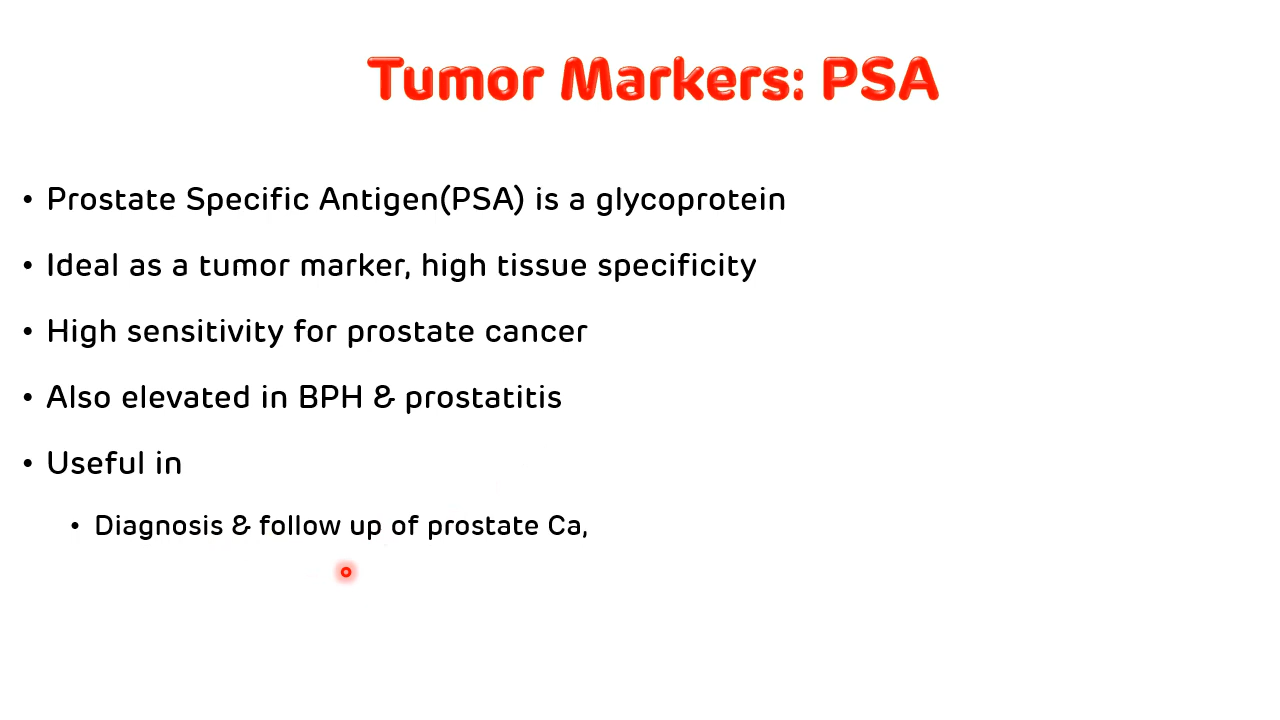 Tumor Markers: PSA
• Prostate Specific Antigen(PSA) is a glycoprotein
• Ideal as a tumor marker, high tissue specificity
• High sensitivity for prostate cancer
• Also elevated in BPH & prostatitis
• Useful in
• Diagnosis & follow up of prostate Ca,